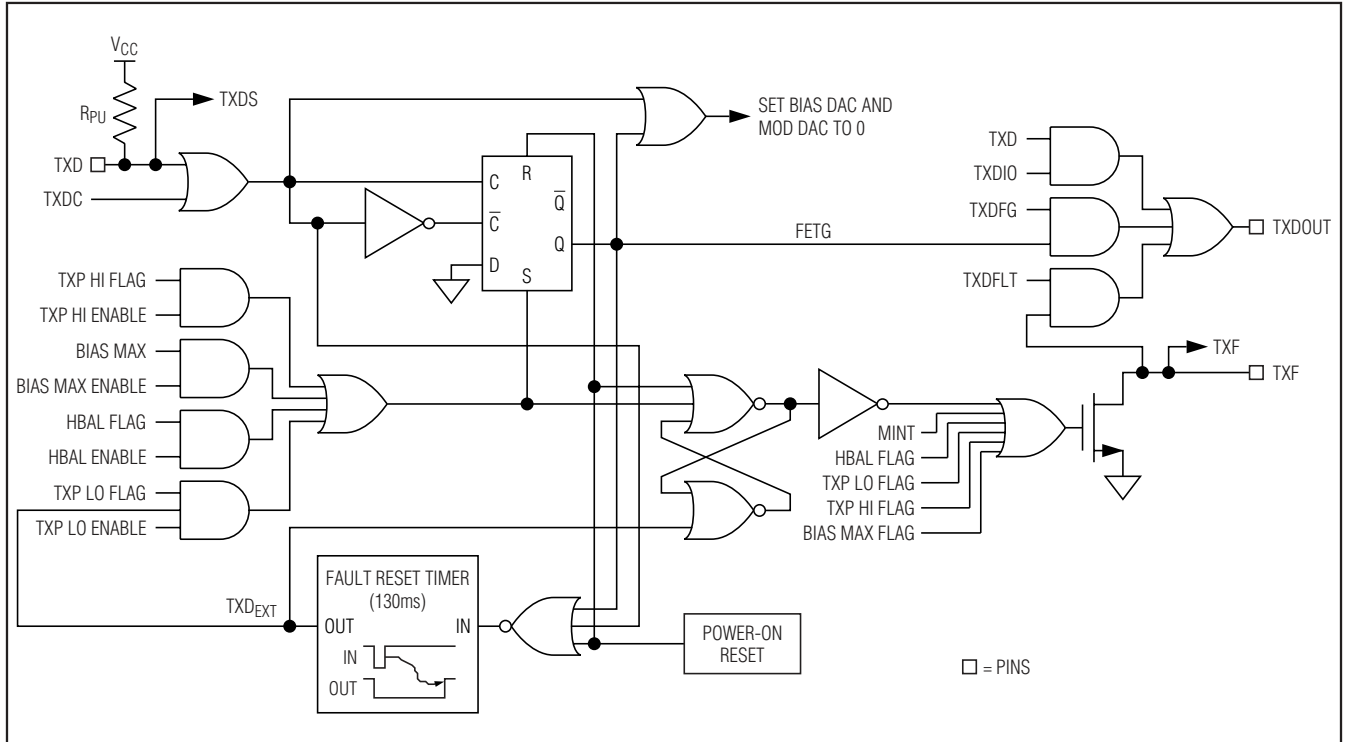 VCC
RPU
TXDS
TXD
TXDC
SET BIAS DAC AND
MOD DAC TO 0
R
C
C
D
S
Q
Q
FETG
TXD
TXDIO
TXDFG
TXDFLT
TXDOUT
TXP HI FLAG
TXP HI ENABLE
BIAS MAX
BIAS MAX ENABLE
HBAL FLAG
HBAL ENABLE
TXP LO FLAG
TXP LO ENABLE
TXF
TXF
MINT
HBAL FLAG
TXP LO FLAG
TXP HI FLAG
BIAS MAX FLAG
TXDEXT
FAULT RESET TIMER
(130ms)
OUT
IN
IN
OUT
POWER-ON
RESET
= PINS